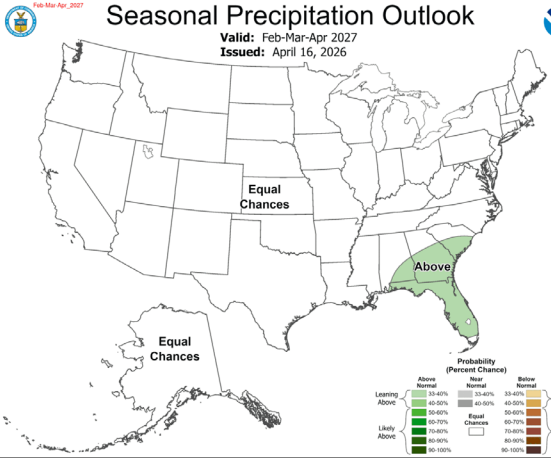 Feb-Mar-Apr_2027
Seasonal Precipitation Outlook
Valid: Feb-Mar-Apr 2027
Issued: April 16, 2026
Equal
Chances
Above
Equal
Chances
Probability
(Percent Chance)
Above
Normal
Near
Normal
Below
Normal
Leaning
Above
Likely
Above
33-40%
40-50%
50-60%
60-70%
70-80%
80-90%
90-100%
33-40%
40-50%
Equal
Chances
33-40%
40-50%
50-60%
60-70%
70-80%
80-90%
90-100%